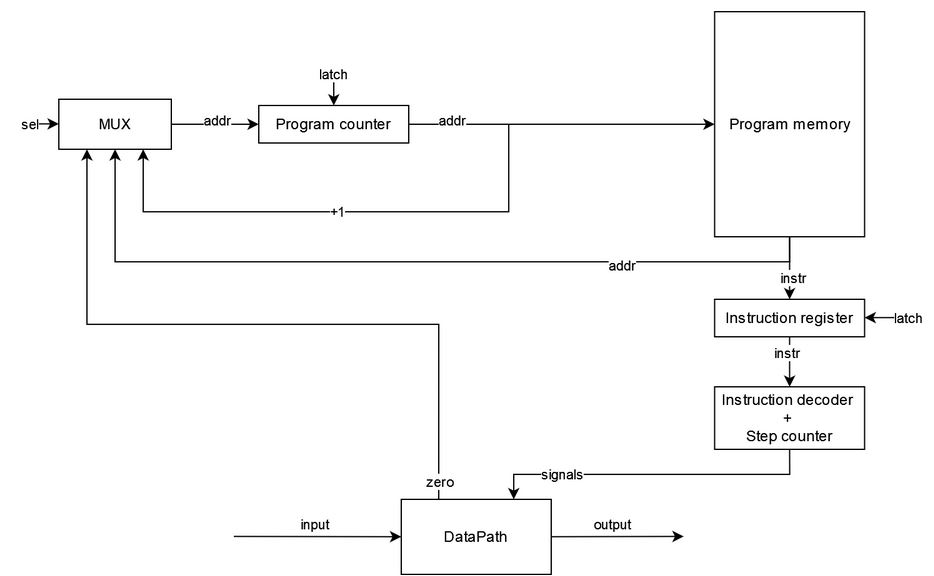 latch
sel
MUX
addr
Program counter
addr
Program memory
+1
addr
instr
Instruction register
latch
instr
Instruction decoder
+
Step counter
signals
zero
input
DataPath
output